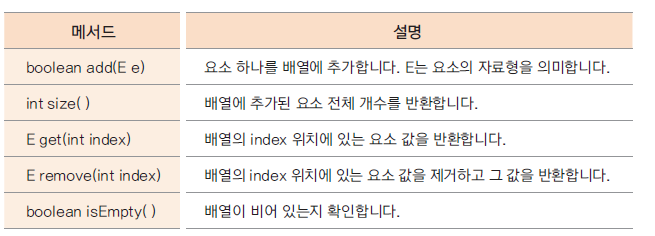 메서드 설명
boolean add(E e) 요소 하나를 배열에 추가합니다. E는 요소의 자료형을 의미합니다.
int size( ) 배열에 추가된 요소 전체 개수를 반환합니다.
E get(int index) 배열의 index 위치에 있는 요소 값을 반환합니다.
E remove(int index) 배열의 index 위치에 있는 요소 값을 제거하고 그 값을 반환합니다.
boolean isEmpty( ) 배열이 비어 있는지 확인합니다.